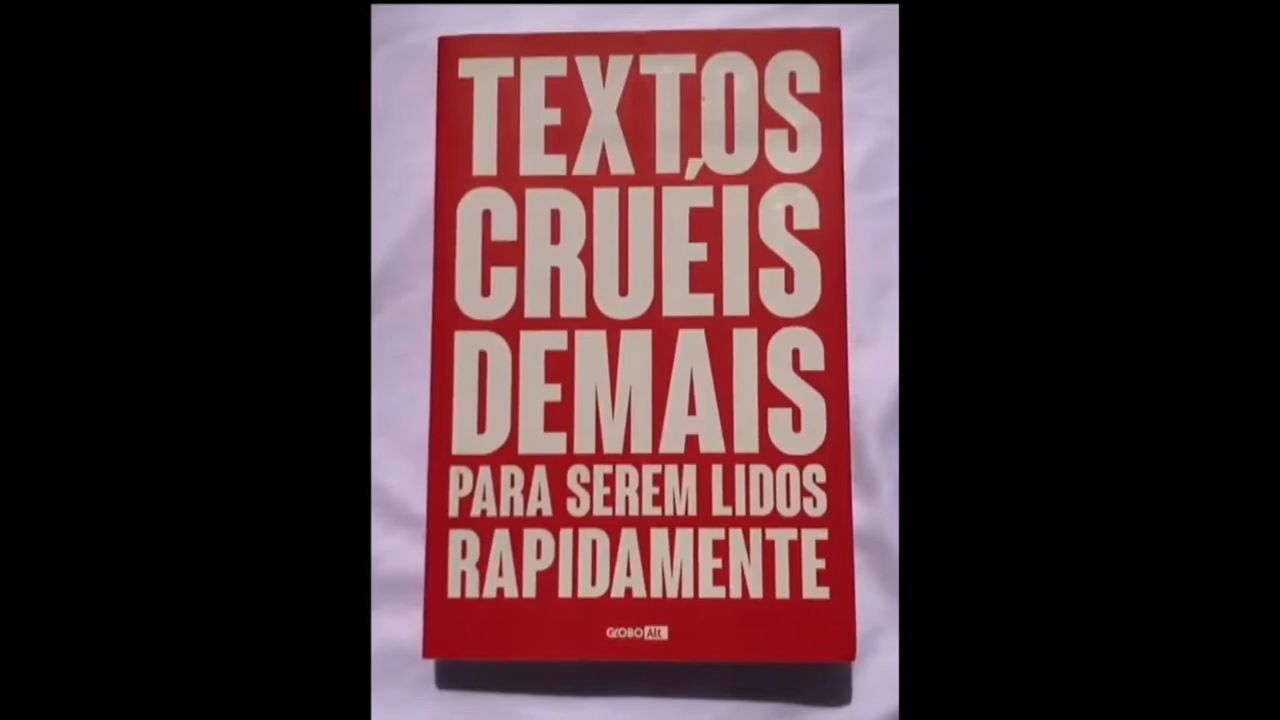 TEXTOS
CRUÉIS
DEMAIS
PARA SEREM LIDOS
RAPIDAMENTE
GLOBO Alt